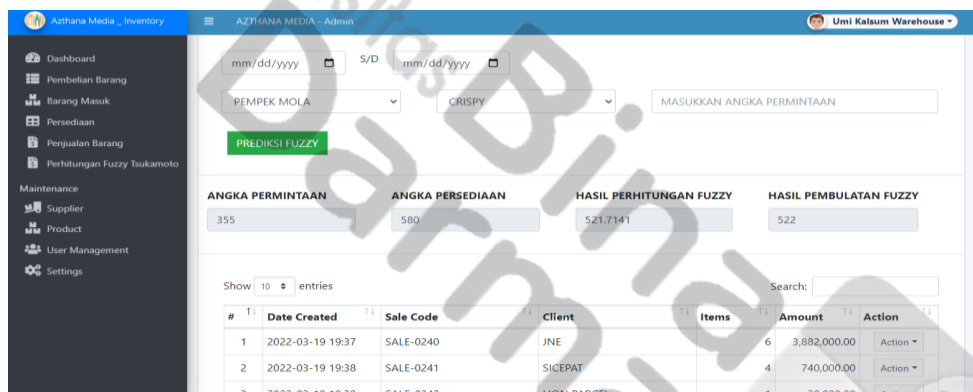 Azthana Media _ Inventory
AZTHANA MEDIA - Admin
Umi Kalsum Warehouse
Dashboard
Pembelian Barang
Barang Masuk
Persediaan
Penjualan Barang
Perhitungan Fuzzy Tsukamoto
Maintenance
Supplier
Product
User Management
Settings
mm/dd/yyyy S/D mm/dd/yyyy
PEMPEK MOLA CRISPY MASUKKAN ANGKA PERMINTAAN
PREDIKSI FUZZY
ANGKA PERMINTAAN ANGKA PERSEDIAAN HASIL PERHITUNGAN FUZZY HASIL PEMBULATAN FUZZY
355 580 521.7141 522
Show 10 entries Search:
# Date Created Sale Code Client Items Amount Action
1 2022-03-19 19:37 SALE-0240 JNE 6 3,882,000.00 Action
2 2022-03-19 19:38 SALE-0241 SICEPAT 4 740,000.00 Action
Bina
Darma